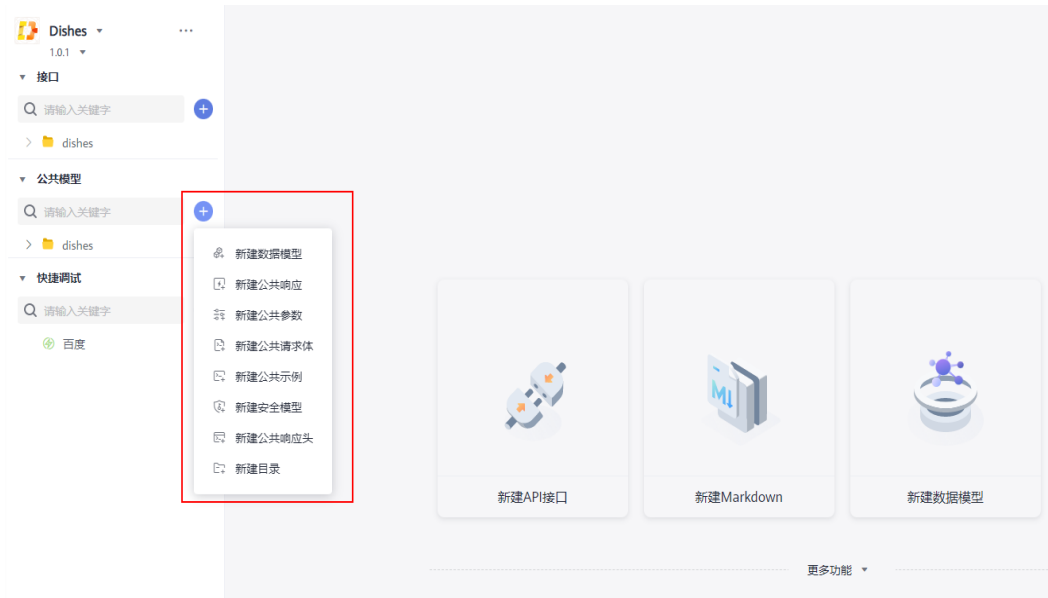 Dishes
1.0.1
接口
请输入关键字
dishes
公共模型
请输入关键字
dishes
快捷调试
请输入关键字
百度
新建数据模型
新建公共响应
新建公共参数
新建公共请求体
新建公共示例
新建安全模型
新建公共响应头
新建目录
新建API接口
新建Markdown
新建数据模型
更多功能